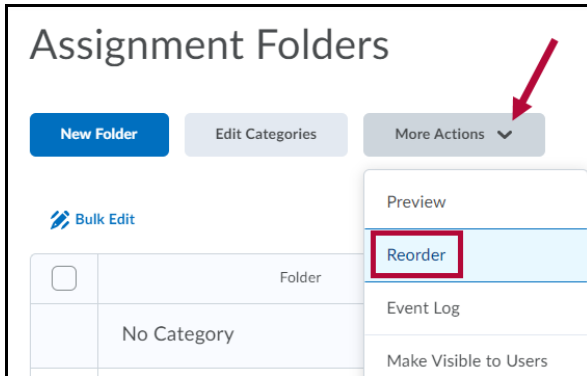 Assignment Folders
New Folder
Edit Categories
More Actions
Preview
Bulk Edit
Reorder
Folder
Event Log
No Category
Make Visible to Users